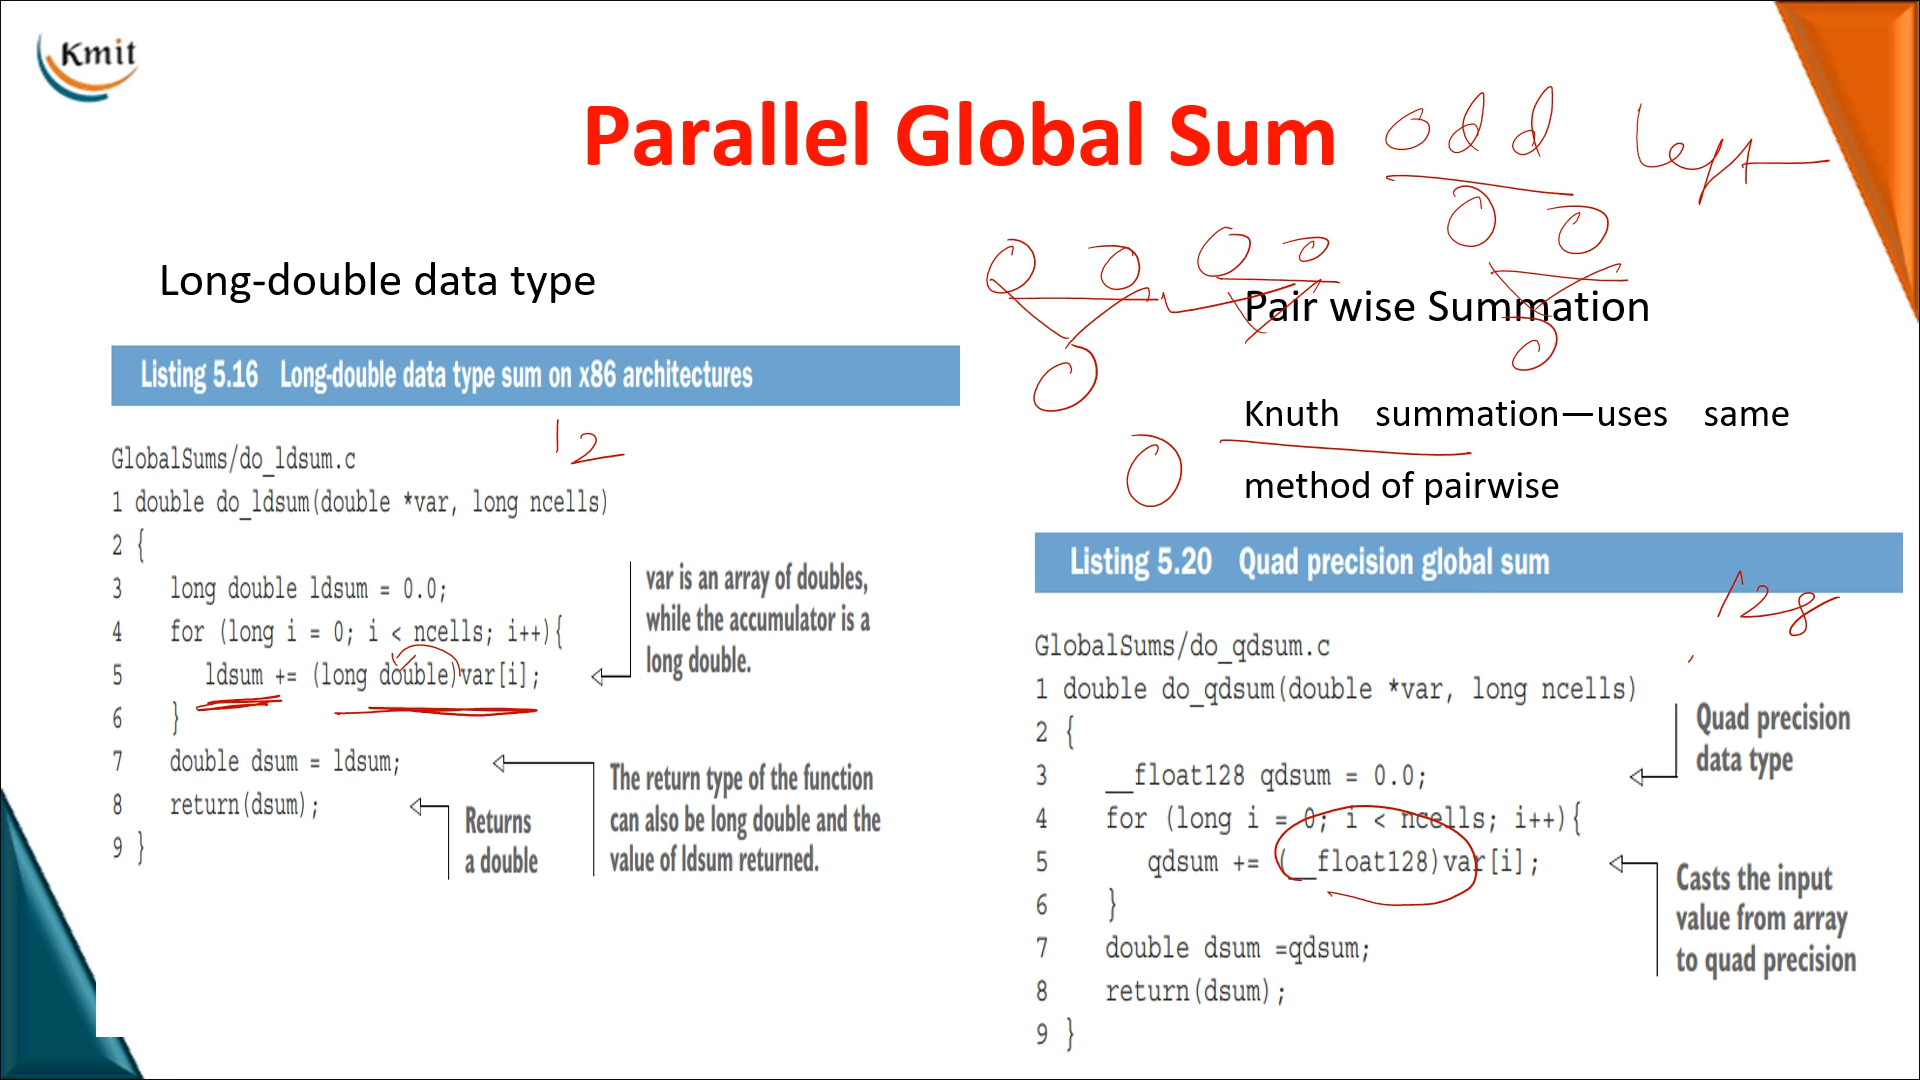 Kmit
Parallel Global Sum
odd left
Long-double data type
Listing 5.16 Long-double data type sum on x86 architectures
12
GlobalSums/do_ldsum.c
1 double do_ldsum(double *var, long ncells)
2 {
3 long double ldsum = 0.0;
4 for (long i = 0; i < ncells; i++){
5 ldsum += (long double)var[i];
6 }
7 double dsum = ldsum;
8 return(dsum);
9 }
var is an array of doubles,
while the accumulator is a
long double.
The return type of the function
can also be long double and the
value of ldsum returned.
Returns
a double
Pair wise Summation
Knuth summation—uses same
method of pairwise
Listing 5.20 Quad precision global sum
128
GlobalSums/do_qdsum.c
1 double do_qdsum(double *var, long ncells)
2 {
3 __float128 qdsum = 0.0;
4 for (long i = 0; i < ncells; i++){
5 qdsum += (__float128)var[i];
6 }
7 double dsum =qdsum;
8 return(dsum);
9 }
Quad precision
data type
Casts the input
value from array
to quad precision